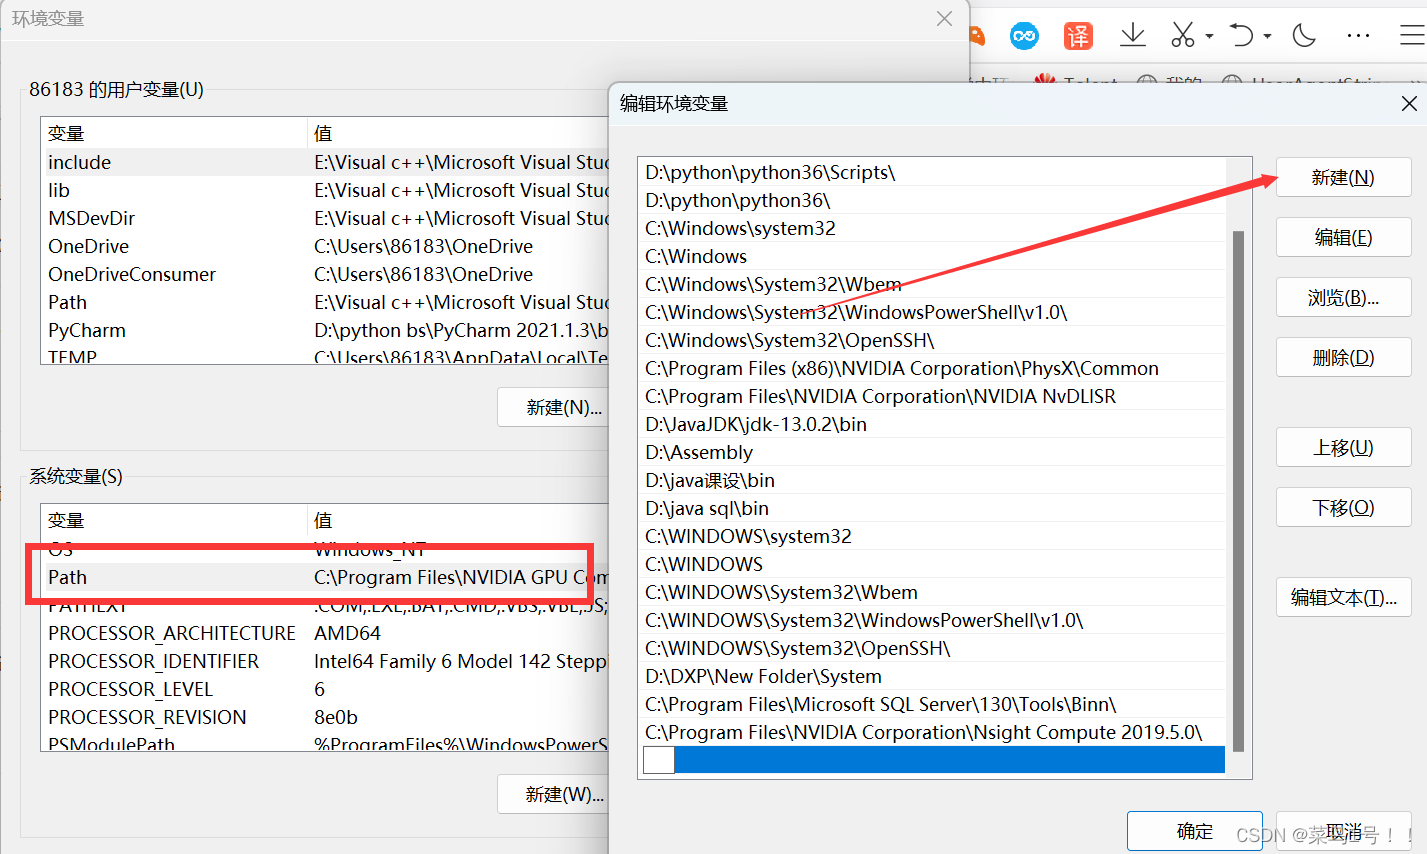 环境变量
译
Talent
我的
86183 的用户变量(U)
变量 值
include E:\Visual c++\Microsoft Visual Stu
lib E:\Visual c++\Microsoft Visual Stu
MSDevDir E:\Visual c++\Microsoft Visual Stu
OneDrive C:\Users\86183\OneDrive
OneDriveConsumer C:\Users\86183\OneDrive
Path E:\Visual c++\Microsoft Visual Stu
PyCharm D:\python bs\PyCharm 2021.1.3\b
TEMP C:\Users\86183\AppData\Local\Te
新建(N)...
系统变量(S)
变量 值
OS Windows_NT
Path C:\Program Files\NVIDIA GPU Com
PATHEXT .COM;.EXE;.BAT;.CMD;.VBS;.VBE;.JS;
PROCESSOR_ARCHITECTURE AMD64
PROCESSOR_IDENTIFIER Intel64 Family 6 Model 142 Steppi
PROCESSOR_LEVEL 6
PROCESSOR_REVISION 8e0b
PSModulePath %ProgramFiles%\WindowsPowerS
新建(W)...
编辑环境变量
D:\python\python36\Scripts\
D:\python\python36\
C:\Windows\system32
C:\Windows
C:\Windows\System32\Wbem
C:\Windows\System32\WindowsPowerShell\v1.0\
C:\Windows\System32\OpenSSH\
C:\Program Files (x86)\NVIDIA Corporation\PhysX\Common
C:\Program Files\NVIDIA Corporation\NVIDIA NvDLISR
D:\JavaJDK\jdk-13.0.2\bin
D:\Assembly
D:\java课设\bin
D:\java sql\bin
C:\WINDOWS\system32
C:\WINDOWS
C:\WINDOWS\System32\Wbem
C:\WINDOWS\System32\WindowsPowerShell\v1.0\
C:\WINDOWS\System32\OpenSSH\
D:\DXP\New Folder\System
C:\Program Files\Microsoft SQL Server\130\Tools\Binn\
C:\Program Files\NVIDIA Corporation\Nsight Compute 2019.5.0\
新建(N)
编辑(E)
浏览(B)...
删除(D)
上移(U)
下移(O)
编辑文本(T)...
确定
取消
CSDN @菜鸟1号！！